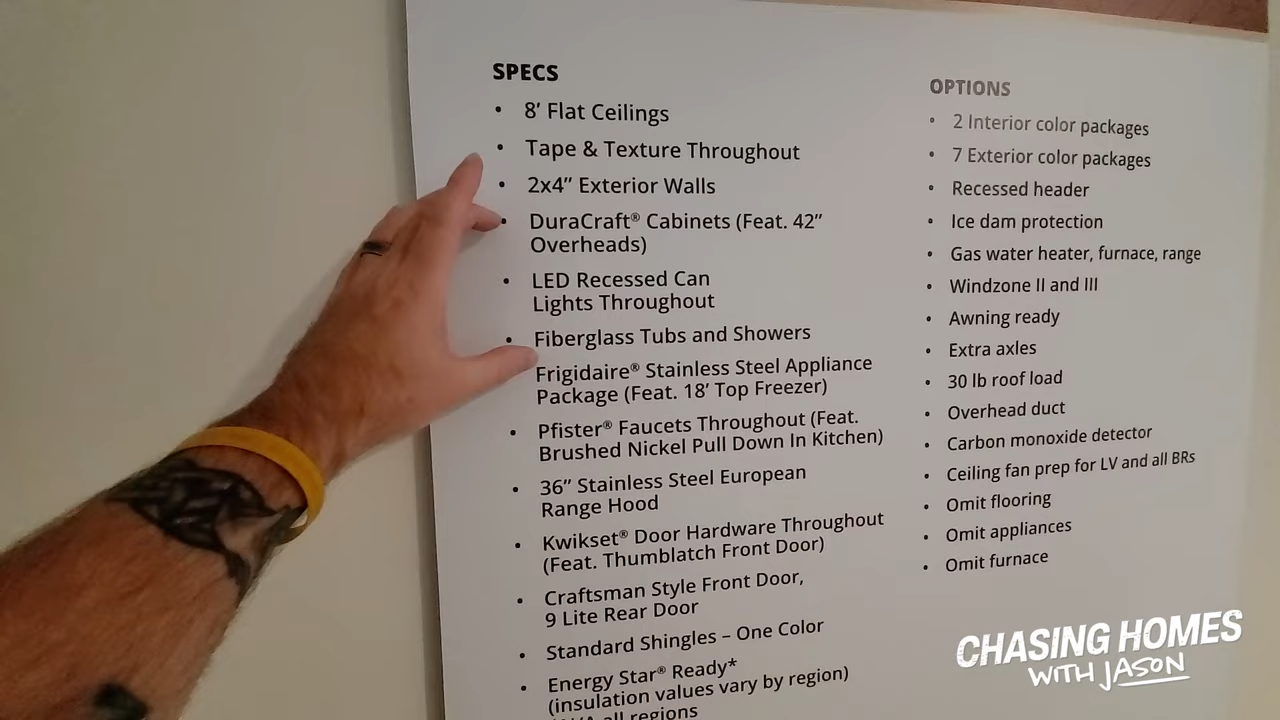 SPECS
• 8’ Flat Ceilings
• Tape & Texture Throughout
• 2x4” Exterior Walls
• DuraCraft® Cabinets (Feat. 42”
Overheads)
• LED Recessed Can
Lights Throughout
• Fiberglass Tubs and Showers
Frigidaire® Stainless Steel Appliance
Package (Feat. 18’ Top Freezer)
• Pfister® Faucets Throughout (Feat.
Brushed Nickel Pull Down In Kitchen)
• 36” Stainless Steel European
Range Hood
• Kwikset® Door Hardware Throughout
(Feat. Thumblatch Front Door)
• Craftsman Style Front Door,
9 Lite Rear Door
• Standard Shingles – One Color
• Energy Star® Ready*
(insulation values vary by region)
all regions
OPTIONS
• 2 Interior color packages
• 7 Exterior color packages
• Recessed header
• Ice dam protection
• Gas water heater, furnace, range
• Windzone II and III
• Awning ready
• Extra axles
• 30 lb roof load
• Overhead duct
• Carbon monoxide detector
• Ceiling fan prep for LV and all BRs
• Omit flooring
• Omit appliances
• Omit furnace
CHASING HOMES
WITH JASON